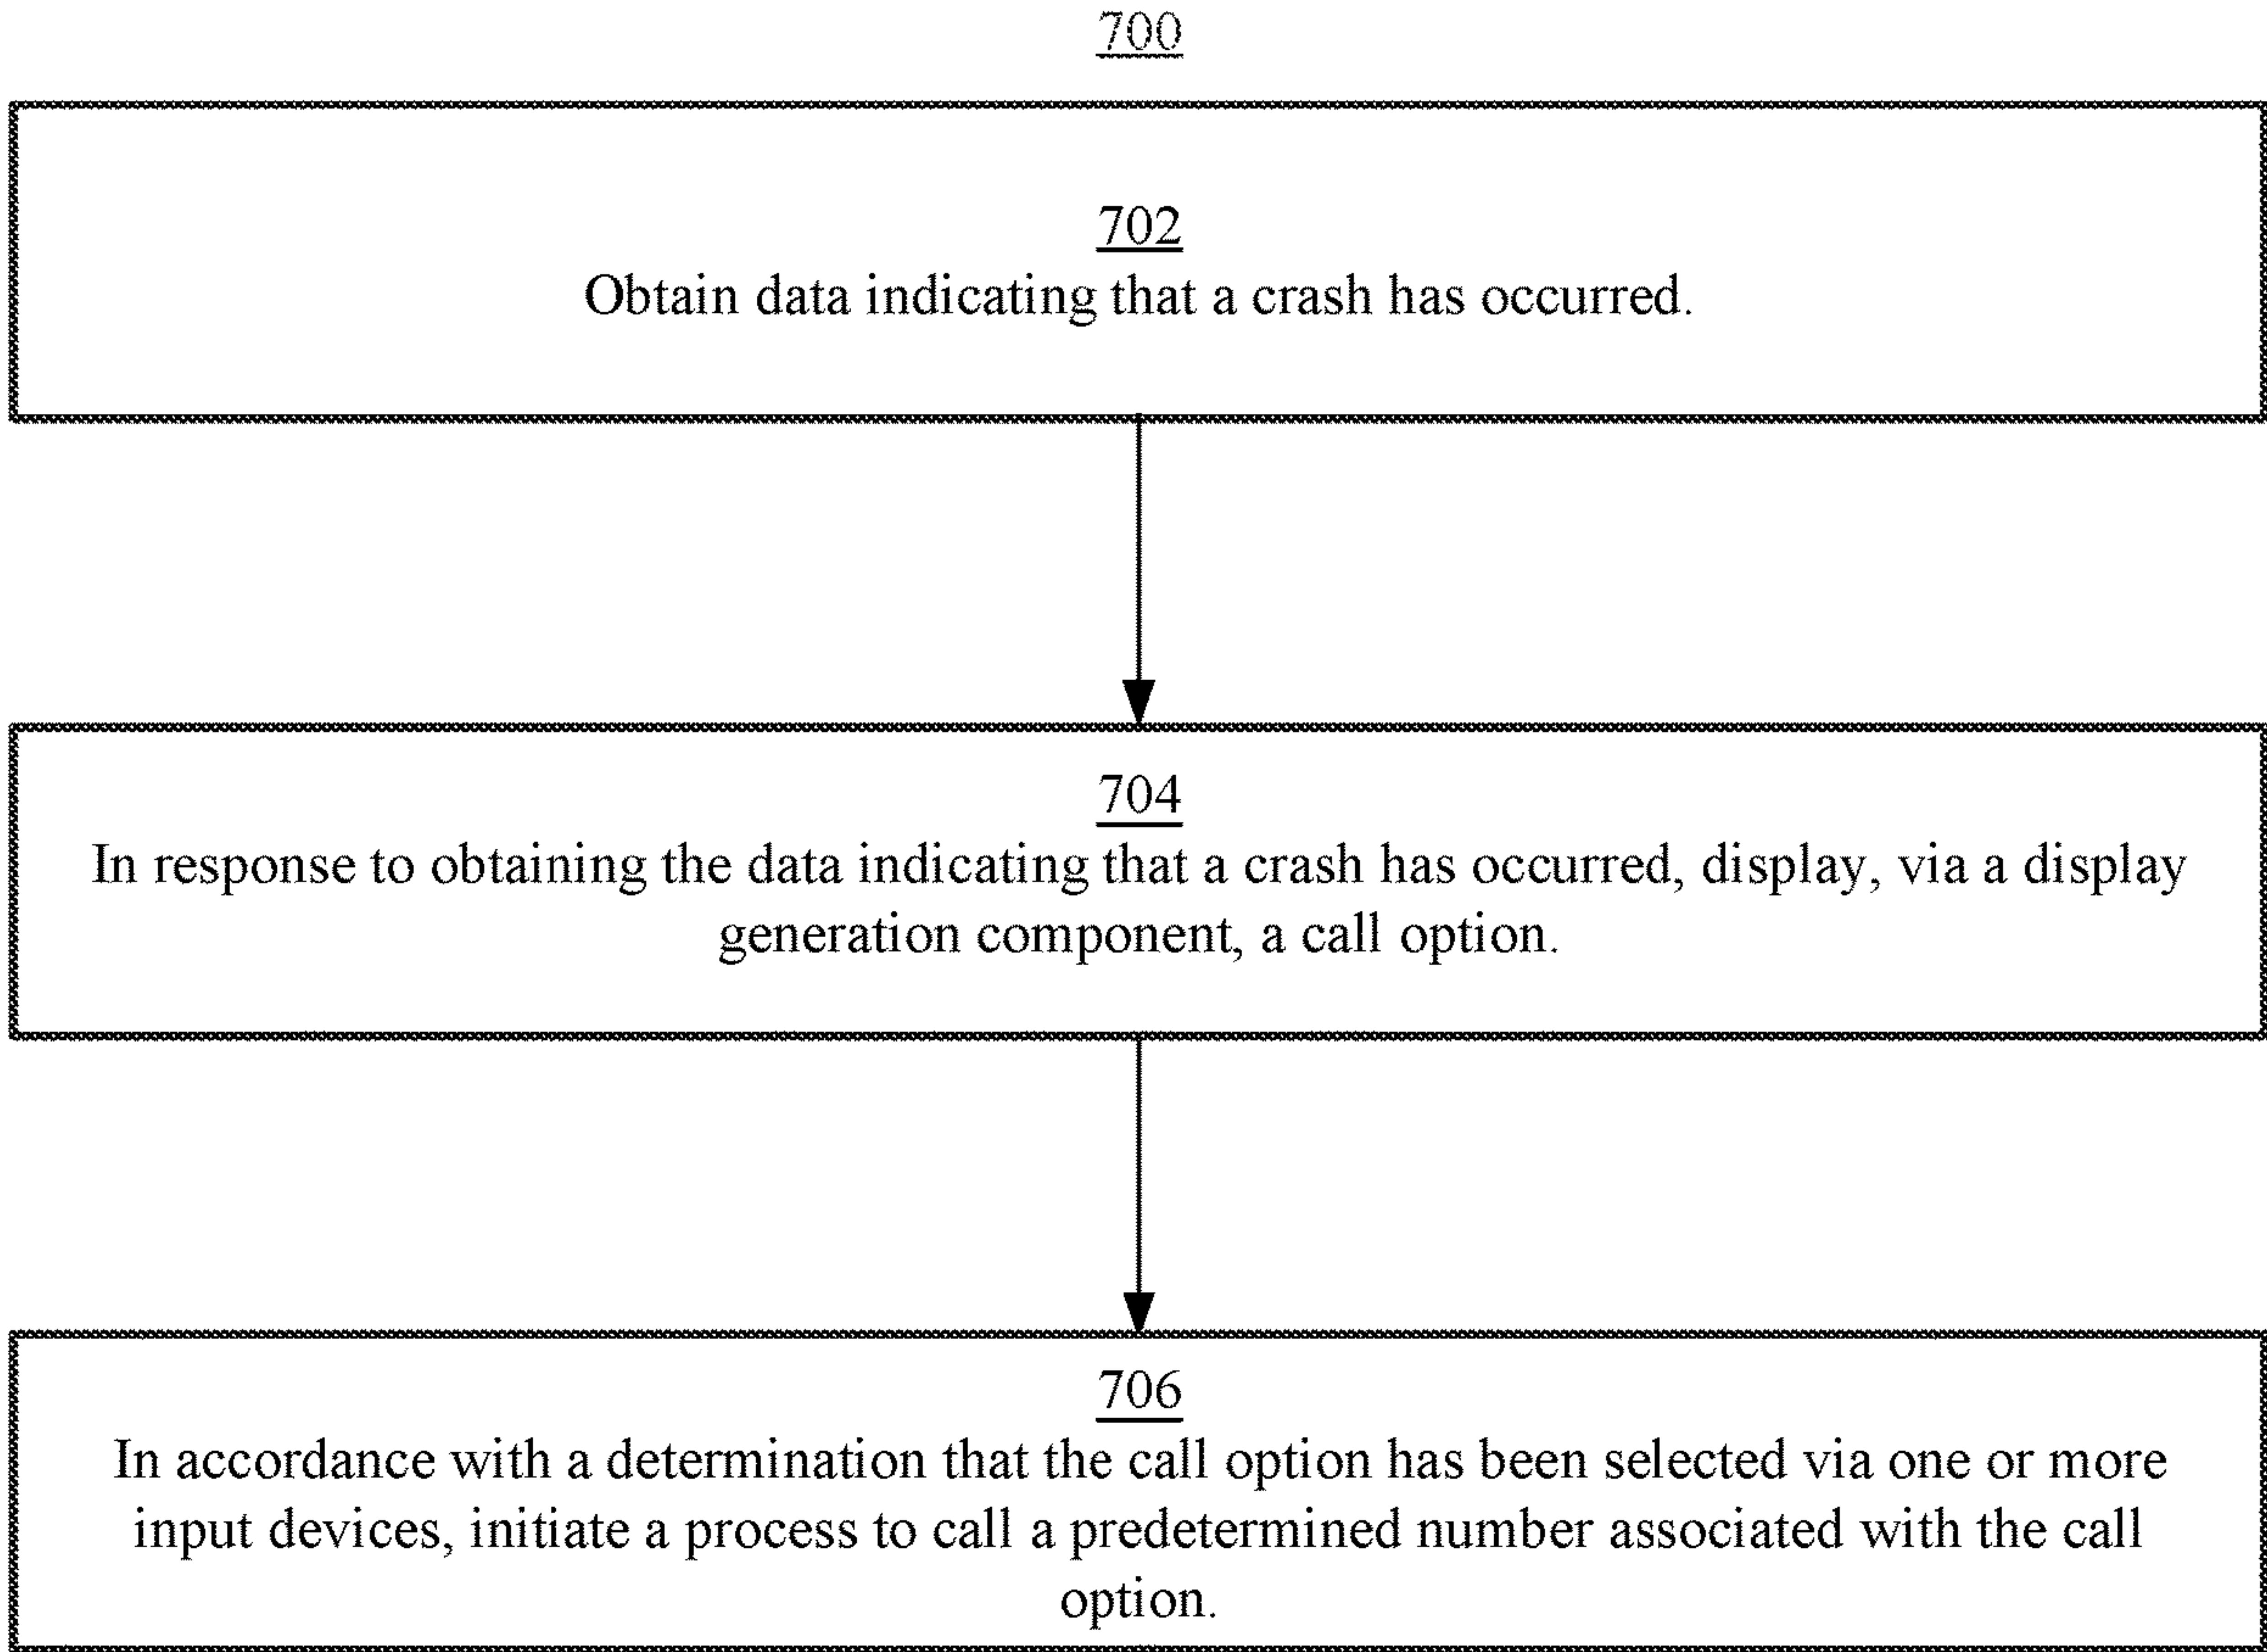 700
702
Obtain data indicating that a crash has occurred.
704
In response to obtaining the data indicating that a crash has occurred, display, via a display
generation component, a call option.
706
In accordance with a determination that the call option has been selected via one or more
input devices, initiate a process to call a predetermined number associated with the call
option.